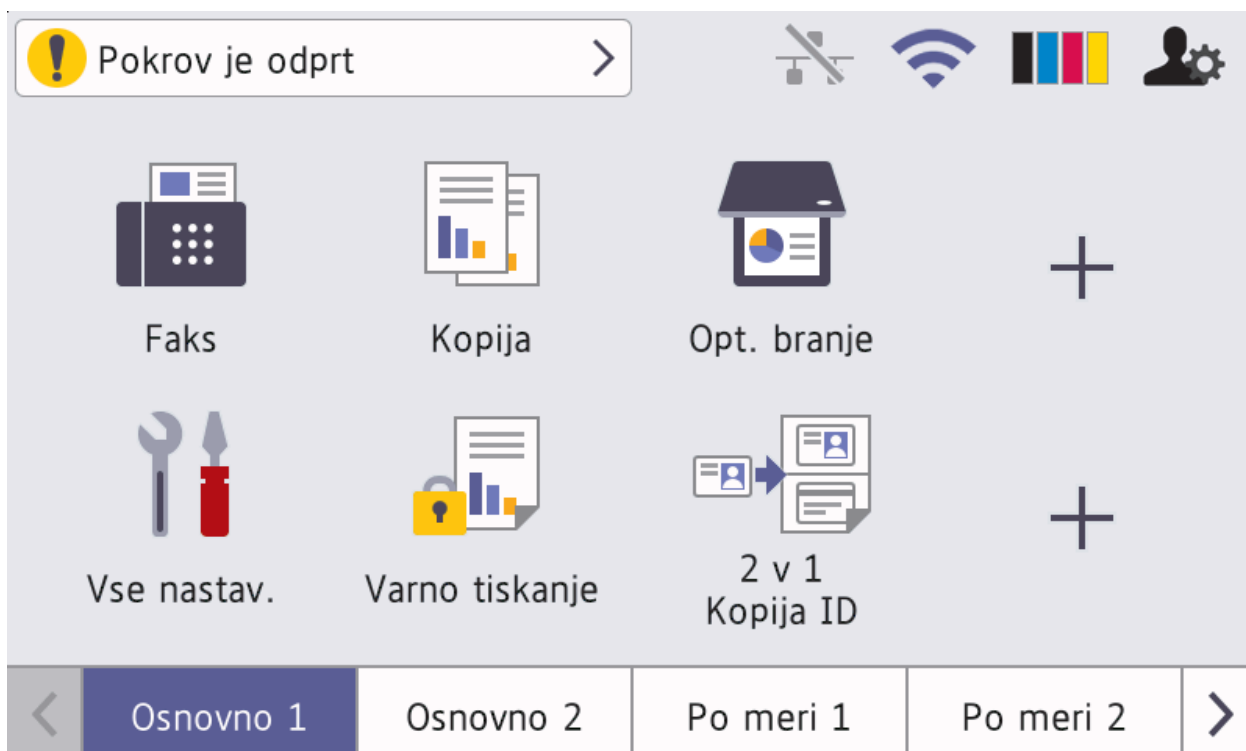 Pokrov je odprt
Faks
Kopija
Opt. branje
Vse nastav.
Varno tiskanje
2 v 1
Kopija ID
Osnovno 1
Osnovno 2
Po meri 1
Po meri 2